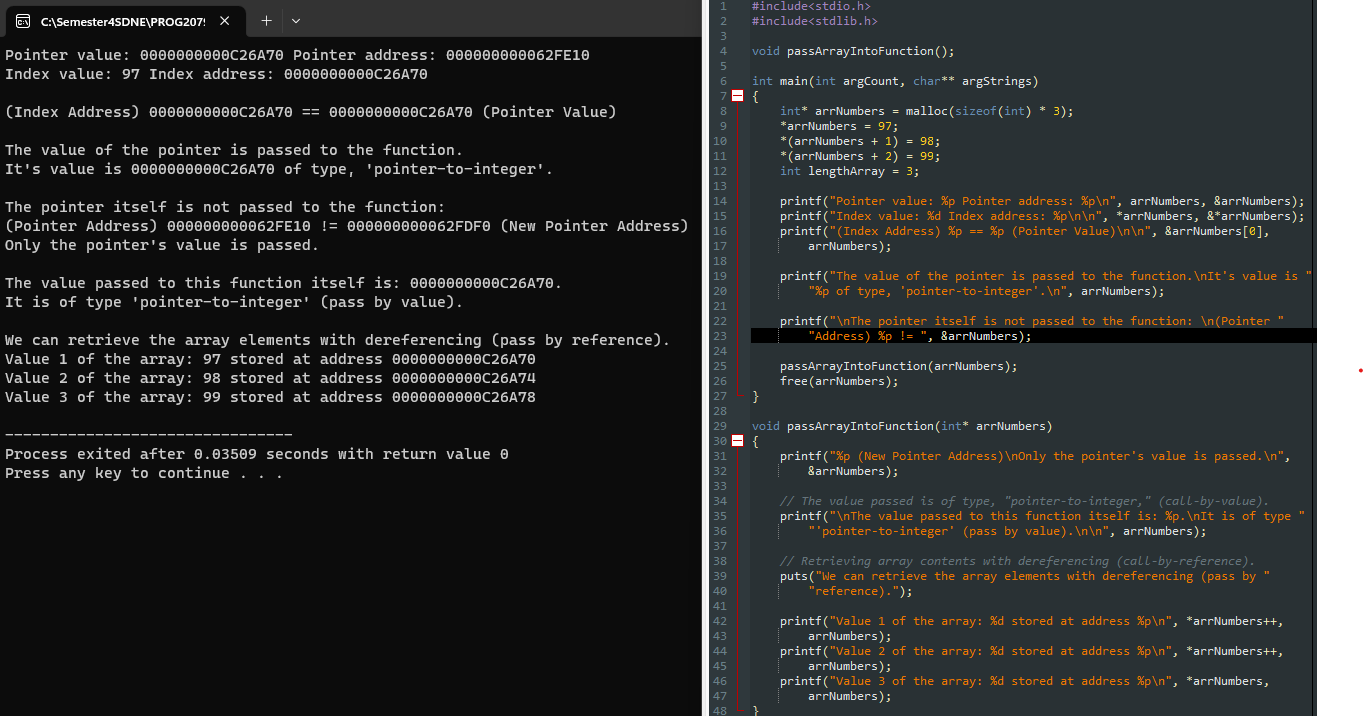 C:\Semester4SDNE\PROG2079
Pointer value: 0000000000C26A70 Pointer address: 000000000062FE10
Index value: 97 Index address: 0000000000C26A70
(Index Address) 0000000000C26A70 == 0000000000C26A70 (Pointer Value)
The value of the pointer is passed to the function.
It's value is 0000000000C26A70 of type, 'pointer-to-integer'.
The pointer itself is not passed to the function:
(Pointer Address) 000000000062FE10 != 000000000062FDF0 (New Pointer Address)
Only the pointer's value is passed.
The value passed to this function itself is: 0000000000C26A70.
It is of type 'pointer-to-integer' (pass by value).
We can retrieve the array elements with dereferencing (pass by reference).
Value 1 of the array: 97 stored at address 0000000000C26A70
Value 2 of the array: 98 stored at address 0000000000C26A74
Value 3 of the array: 99 stored at address 0000000000C26A78
--------------------------------
Process exited after 0.03509 seconds with return value 0
Press any key to continue . . .
1 #include<stdio.h>
2 #include<stdlib.h>
3
4 void passArrayIntoFunction();
5
6 int main(int argCount, char** argStrings)
7 {
8 int* arrNumbers = malloc(sizeof(int) * 3);
9 *arrNumbers = 97;
10 *(arrNumbers + 1) = 98;
11 *(arrNumbers + 2) = 99;
12 int lengthArray = 3;
13
14 printf("Pointer value: %p Pointer address: %p\n", arrNumbers, &arrNumbers);
15 printf("Index value: %d Index address: %p\n\n", *arrNumbers, &*arrNumbers);
16 printf("(Index Address) %p == %p (Pointer Value)\n\n", &arrNumbers[0],
17 arrNumbers);
18
19 printf("The value of the pointer is passed to the function.\nIt's value is "
20 "%p of type, 'pointer-to-integer'.\n", arrNumbers);
21
22 printf("\nThe pointer itself is not passed to the function: \n(Pointer "
23 "Address) %p != ", &arrNumbers);
24
25 passArrayIntoFunction(arrNumbers);
26 free(arrNumbers);
27 }
28
29 void passArrayIntoFunction(int* arrNumbers)
30 {
31 printf("%p (New Pointer Address)\nOnly the pointer's value is passed.\n",
32 &arrNumbers);
33
34 // The value passed is of type, "pointer-to-integer," (call-by-value).
35 printf("\nThe value passed to this function itself is: %p.\nIt is of type "
36 "'pointer-to-integer' (pass by value).\n\n", arrNumbers);
37
38 // Retrieving array contents with dereferencing (call-by-reference).
39 puts("We can retrieve the array elements with dereferencing (pass by "
40 "reference).");
41
42 printf("Value 1 of the array: %d stored at address %p\n", *arrNumbers++,
43 arrNumbers);
44 printf("Value 2 of the array: %d stored at address %p\n", *arrNumbers++,
45 arrNumbers);
46 printf("Value 3 of the array: %d stored at address %p\n", *arrNumbers,
47 arrNumbers);
48 }